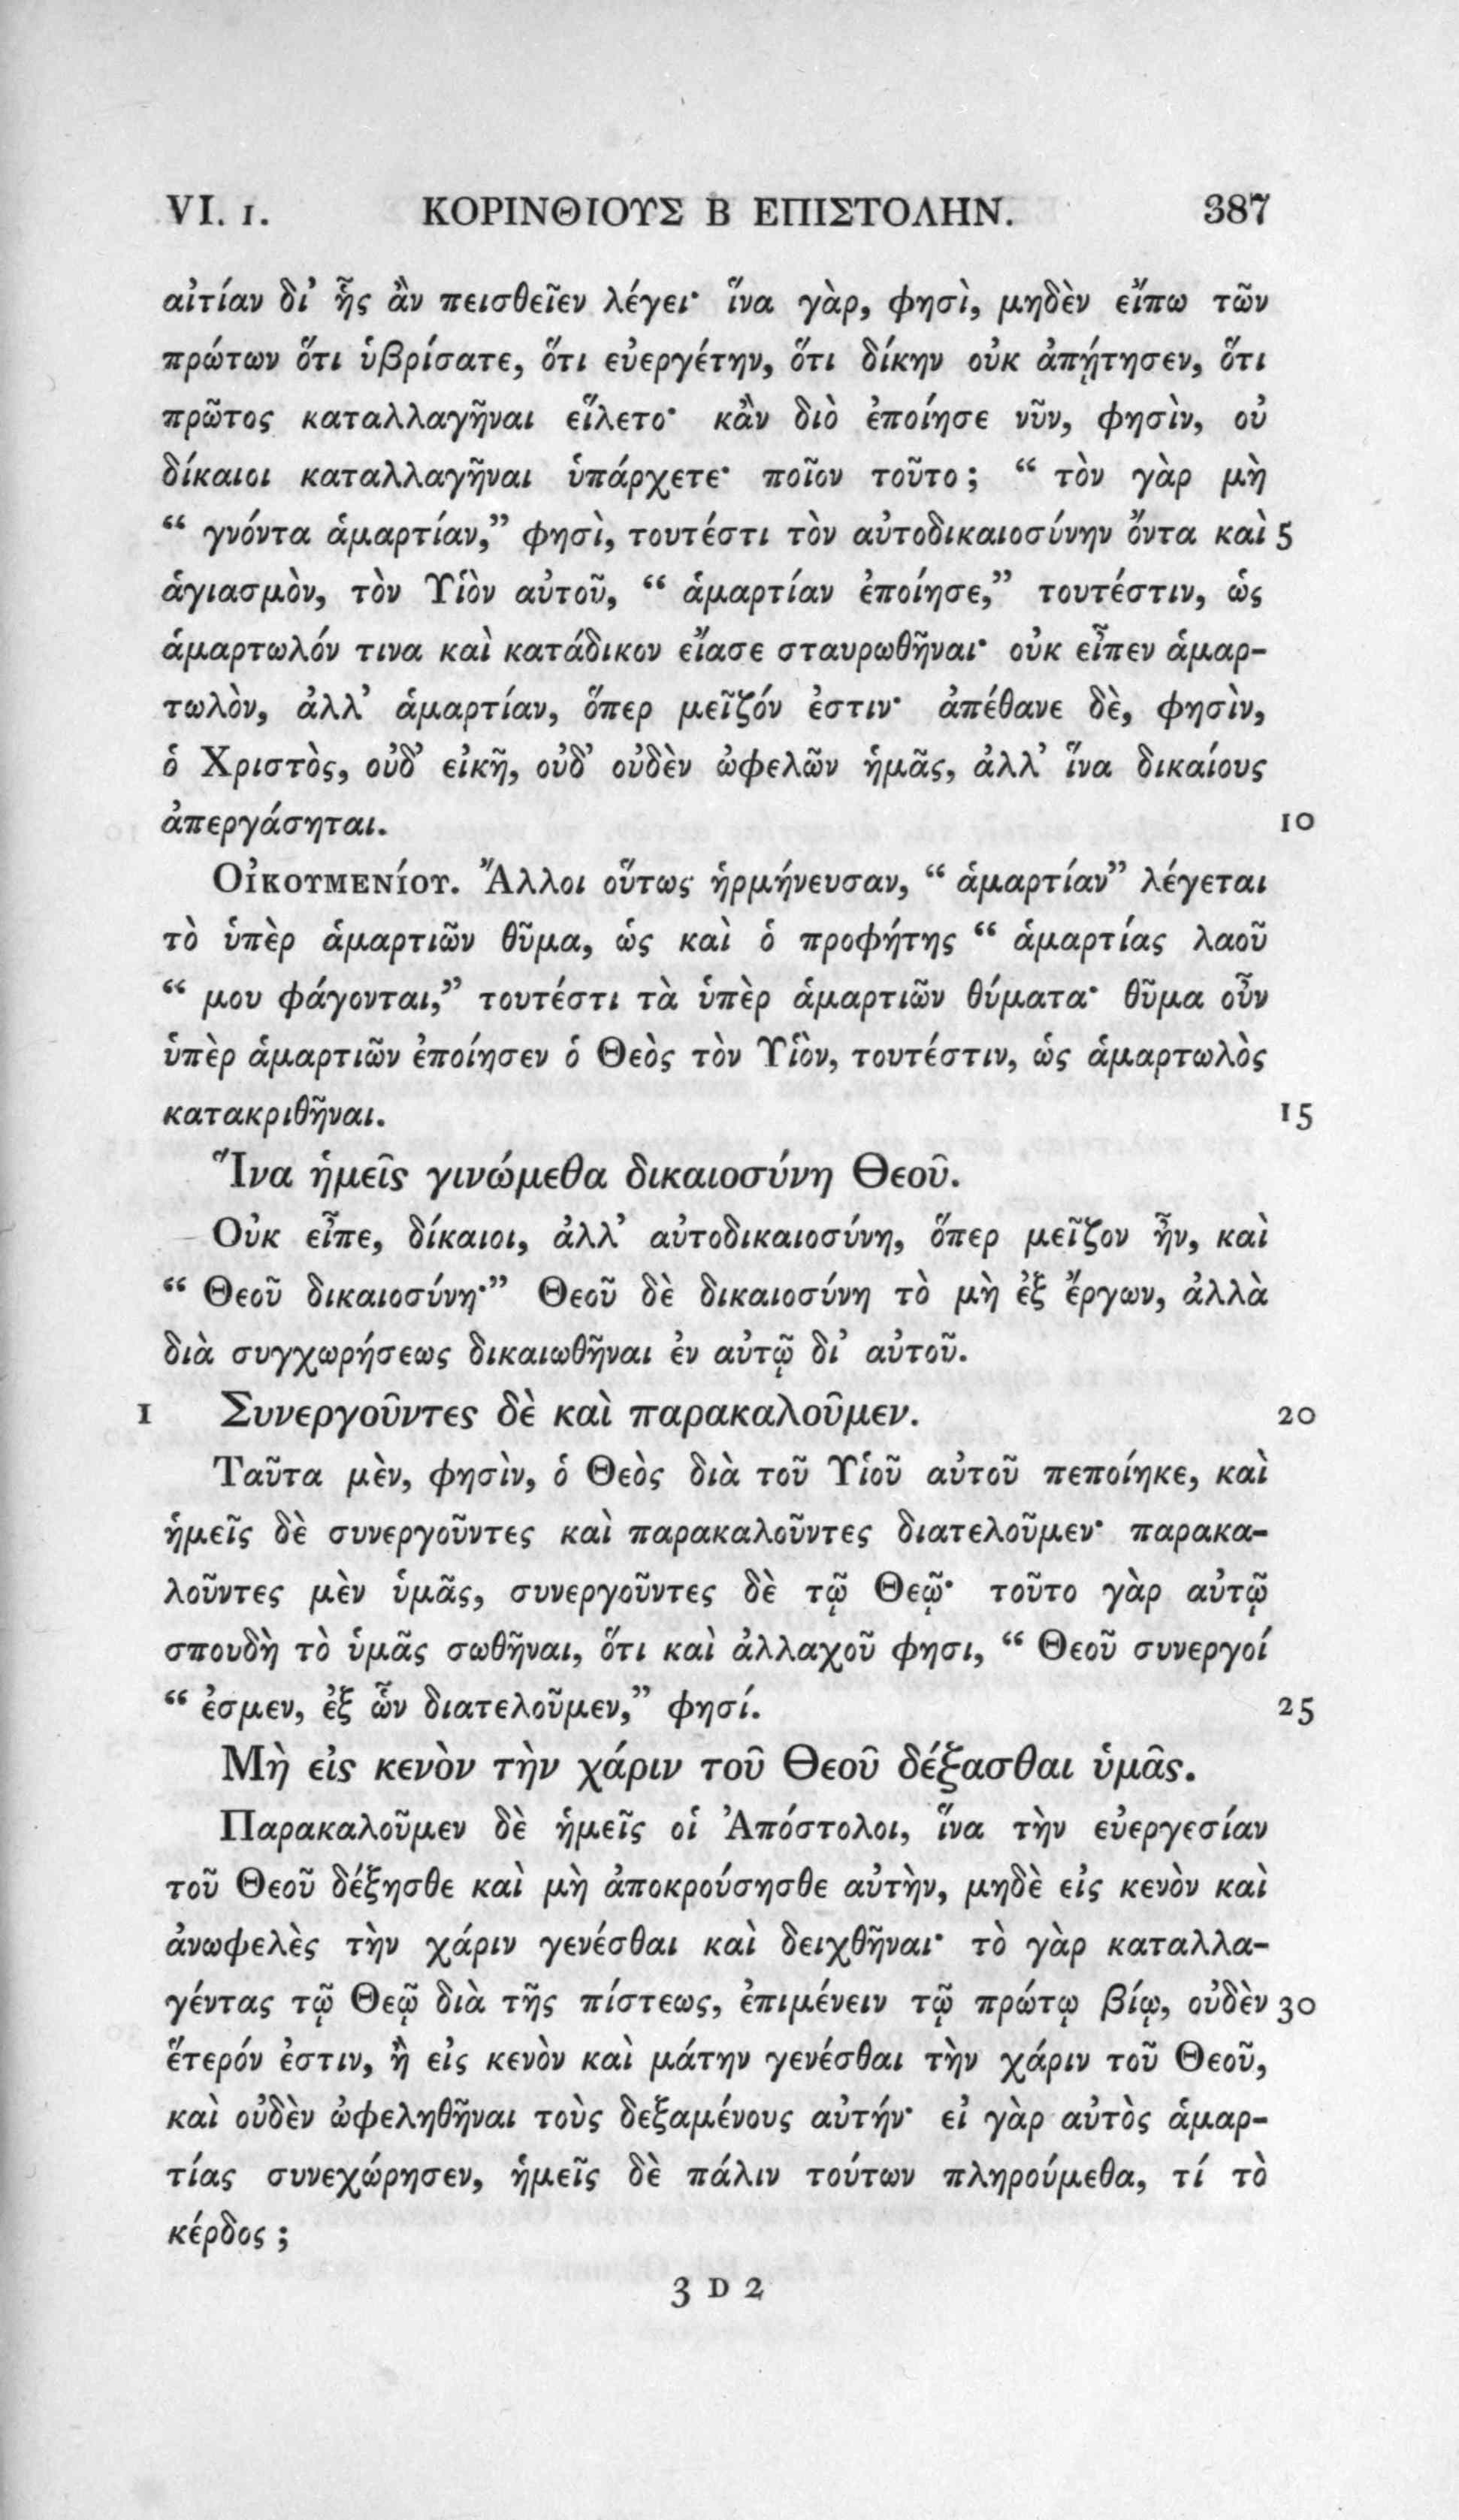 VI. 1. ΚΟΡΙΝΘΙΟΥΣ Β ΕΠΙΣΤΟΛΗΝ. 387
αἰτίαν δι’ ἧς ἂν πεισθεῖεν λέγει· ἵνα γὰρ, φησὶ, μηδὲν εἴπω τῶν
πρώτων ὅτι ὑβρίσατε, ὅτι εὐεργέτην, ὅτι δίκην οὐκ ἀπῄτησεν, ὅτι
πρῶτος καταλλαγῆναι εἵλετο· κἂν διὸ ἐποίησε νῦν, φησὶν, οὐ
δίκαιοι καταλλαγῆναι ὑπάρχετε· ποῖον τοῦτο; “ τὸν γὰρ μὴ
“ γνόντα ἁμαρτίαν,” φησὶ, τουτέστι τὸν αὐτοδικαιοσύνην ὄντα καὶ 5
ἁγιασμὸν, τὸν Υἱὸν αὐτοῦ, “ ἁμαρτίαν ἐποίησε,” τουτέστιν, ὡς
ἁμαρτωλόν τινα καὶ κατάδικον εἴασε σταυρωθῆναι· οὐκ εἶπεν ἁμαρ-
τωλὸν, ἀλλ’ ἁμαρτίαν, ὅπερ μεῖζόν ἐστιν· ἀπέθανε δὲ, φησὶν,
ὁ Χριστὸς, οὐδ’ εἰκῆ, οὐδ’ οὐδὲν ὠφελῶν ἡμᾶς, ἀλλ’ ἵνα δικαίους
ἀπεργάσηται. 10
Οἰκουμενίου. Ἄλλοι οὕτως ἡρμήνευσαν, “ ἁμαρτίαν” λέγεται
τὸ ὑπὲρ ἁμαρτιῶν θῦμα, ὡς καὶ ὁ προφήτης “ ἁμαρτίας λαοῦ
“ μου φάγονται,” τουτέστι τὰ ὑπὲρ ἁμαρτιῶν θύματα· θῦμα οὖν
ὑπὲρ ἁμαρτιῶν ἐποίησεν ὁ Θεὸς τὸν Υἱὸν, τουτέστιν, ὡς ἁμαρτωλὸς
κατακριθῆναι. 15
Ἵνα ἡμεῖς γινώμεθα δικαιοσύνη Θεοῦ.
Οὐκ εἶπε, δίκαιοι, ἀλλ’ αὐτοδικαιοσύνη, ὅπερ μεῖζον ἦν, καὶ
“ Θεοῦ δικαιοσύνη·” Θεοῦ δὲ δικαιοσύνη τὸ μὴ ἐξ ἔργων, ἀλλὰ
διὰ συγχωρήσεως δικαιωθῆναι ἐν αὐτῷ δι’ αὐτοῦ.
1 Συνεργοῦντες δὲ καὶ παρακαλοῦμεν. 20
Ταῦτα μὲν, φησὶν, ὁ Θεὸς διὰ τοῦ Υἱοῦ αὐτοῦ πεποίηκε, καὶ
ἡμεῖς δὲ συνεργοῦντες καὶ παρακαλοῦντες διατελοῦμεν· παρακα-
λοῦντες μὲν ὑμᾶς, συνεργοῦντες δὲ τῷ Θεῷ· τοῦτο γὰρ αὐτῷ
σπουδὴ τὸ ὑμᾶς σωθῆναι, ὅτι καὶ ἀλλαχοῦ φησι, “ Θεοῦ συνεργοί
“ ἐσμεν, ἐξ ὧν διατελοῦμεν,” φησί. 25
Μὴ εἰς κενὸν τὴν χάριν τοῦ Θεοῦ δέξασθαι ὑμᾶς.
Παρακαλοῦμεν δὲ ἡμεῖς οἱ Ἀπόστολοι, ἵνα τὴν εὐεργεσίαν
τοῦ Θεοῦ δέξησθε καὶ μὴ ἀποκρούσησθε αὐτὴν, μηδὲ εἰς κενὸν καὶ
ἀνωφελὲς τὴν χάριν γενέσθαι καὶ δειχθῆναι· τὸ γὰρ καταλλα-
γέντας τῷ Θεῷ διὰ τῆς πίστεως, ἐπιμένειν τῷ πρώτῳ βίῳ, οὐδὲν 30
ἕτερόν ἐστιν, ἢ εἰς κενὸν καὶ μάτην γενέσθαι τὴν χάριν τοῦ Θεοῦ,
καὶ οὐδὲν ὠφεληθῆναι τοὺς δεξαμένους αὐτήν· εἰ γὰρ αὐτὸς ἁμαρ-
τίας συνεχώρησεν, ἡμεῖς δὲ πάλιν τούτων πληρούμεθα, τί τὸ
κέρδος ;
3 D 2